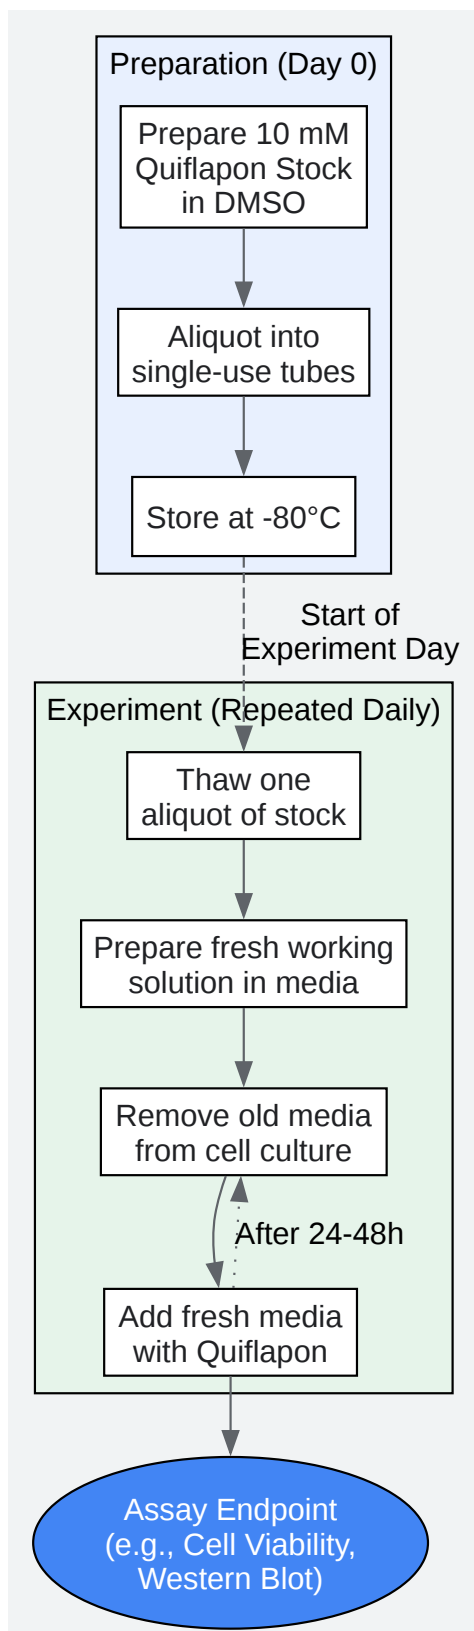 Preparation (Day 0)
Prepare 10 mM
Quiflapon Stock
in DMSO
Aliquot into
single-use tubes
Store at -80°C
Start of
Experiment Day
Experiment (Repeated Daily)
Thaw one
aliquot of stock
Prepare fresh working
solution in media
Remove old media
from cell culture
After 24-48h
Add fresh media
with Quiflapon
Assay Endpoint
(e.g., Cell Viability,
Western Blot)